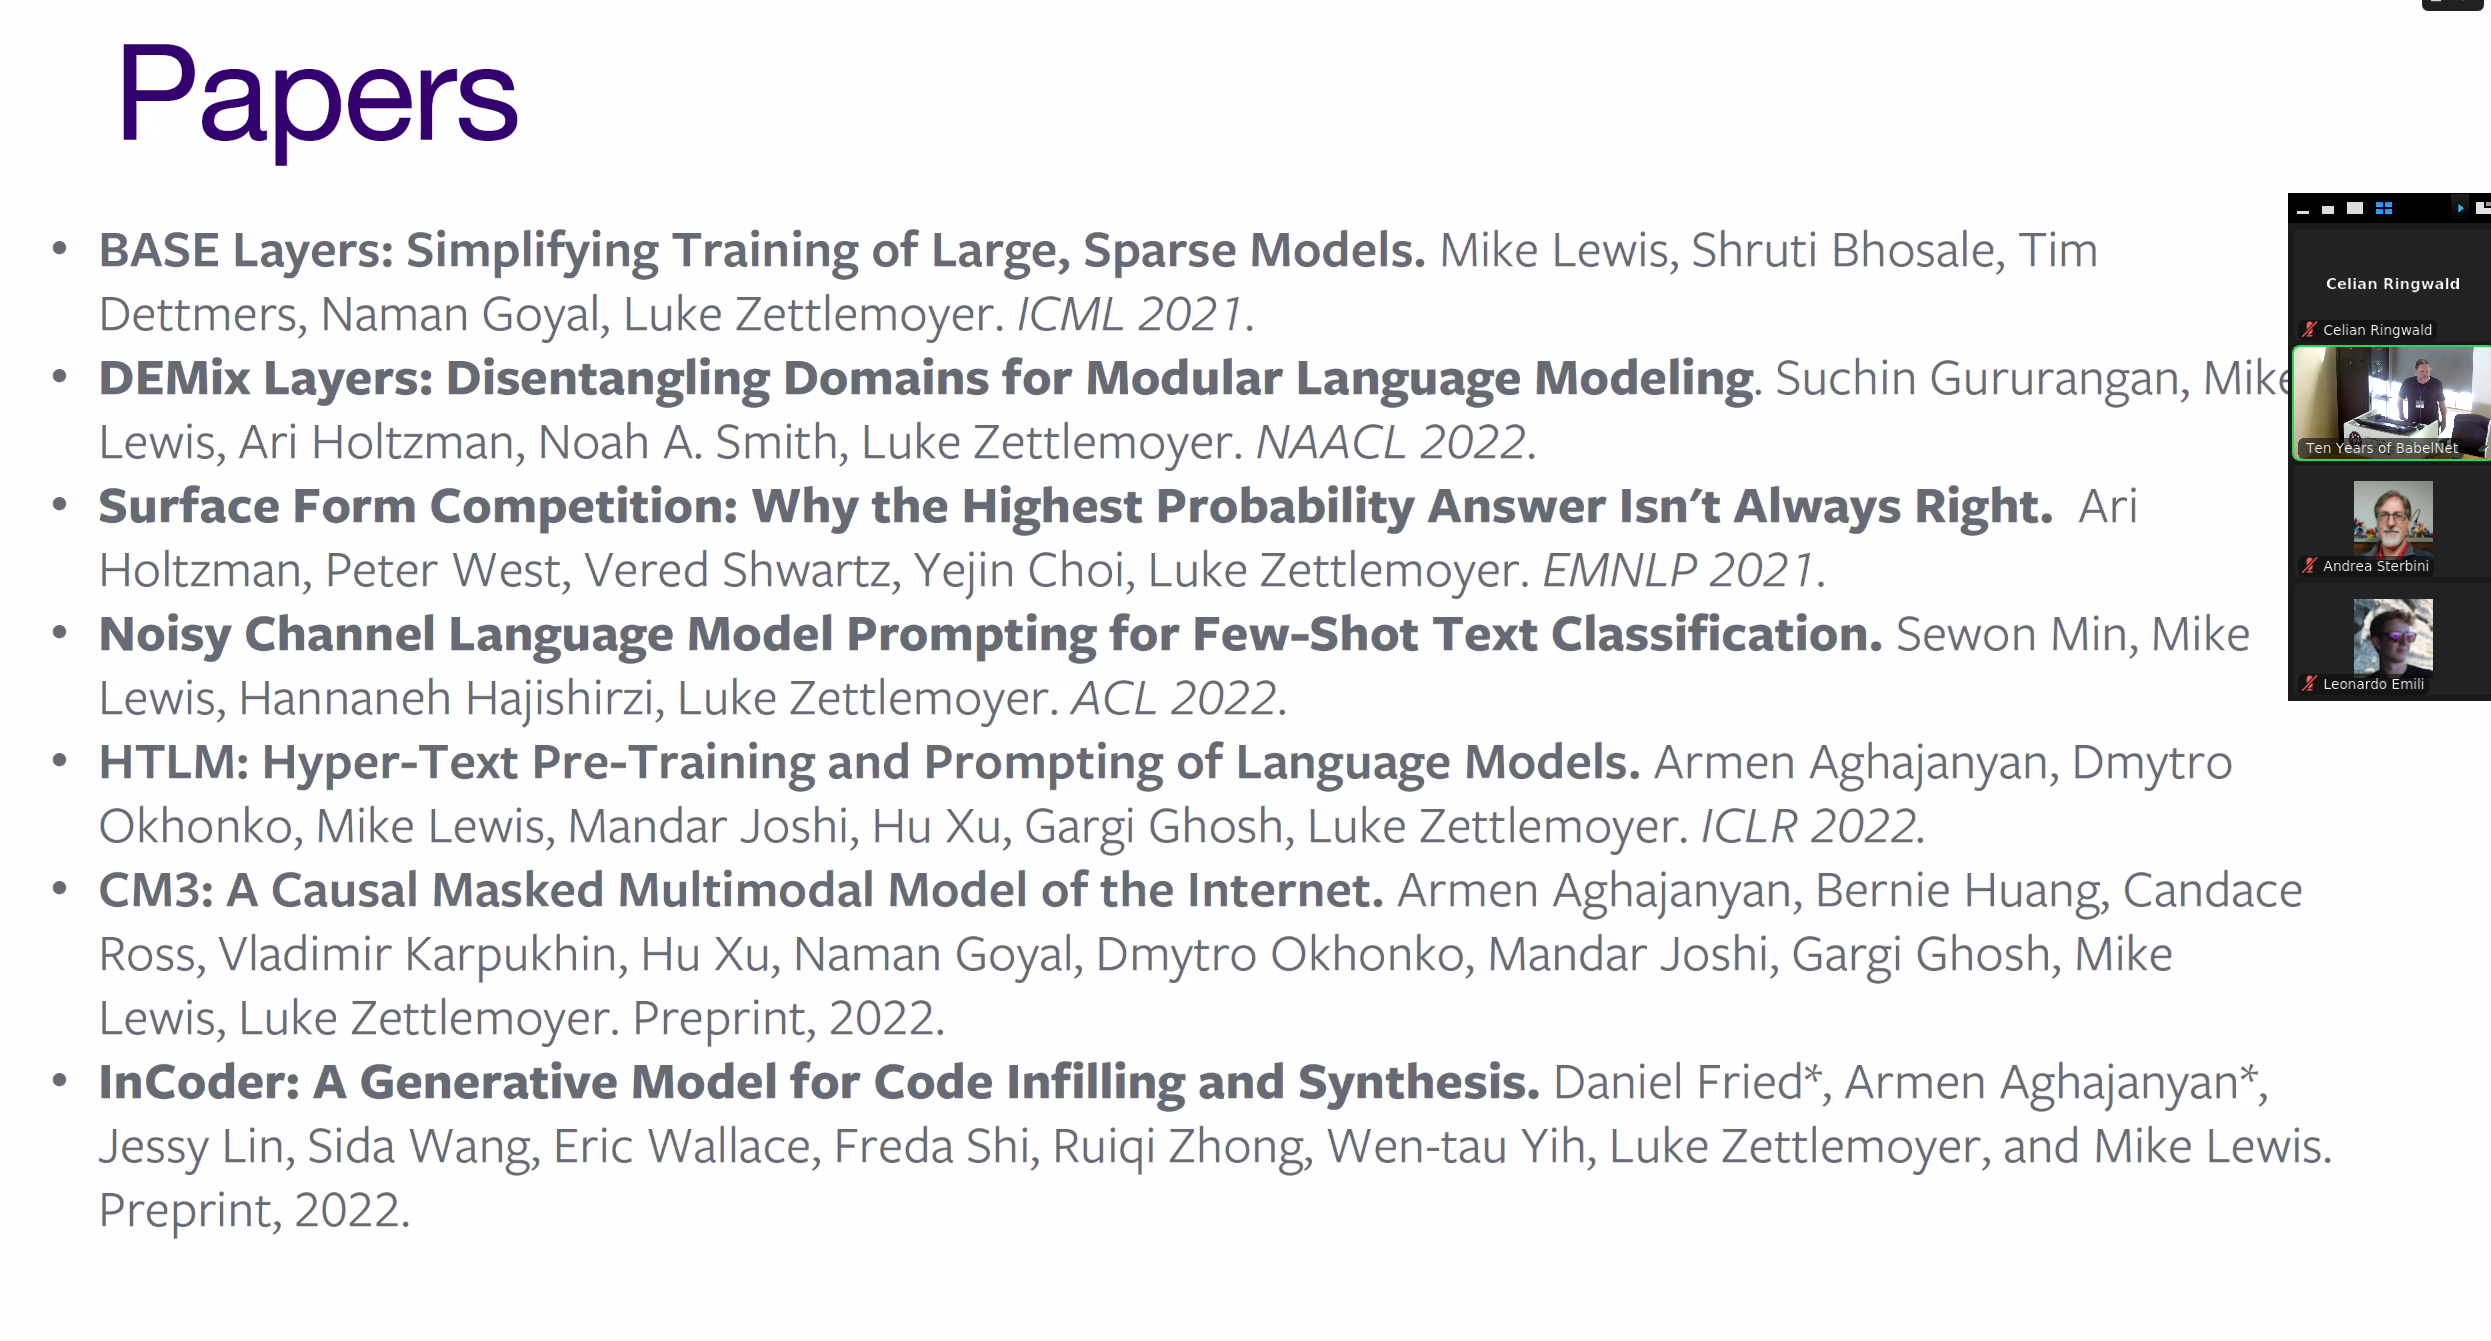 Papers
• BASE Layers: Simplifying Training of Large, Sparse Models. Mike Lewis, Shruti Bhosale, Tim
Dettmers, Naman Goyal, Luke Zettlemoyer. ICML 2021.
• DEMix Layers: Disentangling Domains for Modular Language Modeling. Suchin Gururangan, Mike
Lewis, Ari Holtzman, Noah A. Smith, Luke Zettlemoyer. NAACL 2022.
• Surface Form Competition: Why the Highest Probability Answer Isn’t Always Right. Ari
Holtzman, Peter West, Vered Shwartz, Yejin Choi, Luke Zettlemoyer. EMNLP 2021.
• Noisy Channel Language Model Prompting for Few-Shot Text Classification. Sewon Min, Mike
Lewis, Hannaneh Hajishirzi, Luke Zettlemoyer. ACL 2022.
• HTLM: Hyper-Text Pre-Training and Prompting of Language Models. Armen Aghajanyan, Dmytro
Okhonko, Mike Lewis, Mandar Joshi, Hu Xu, Gargi Ghosh, Luke Zettlemoyer. ICLR 2022.
• CM3: A Causal Masked Multimodal Model of the Internet. Armen Aghajanyan, Bernie Huang, Candace
Ross, Vladimir Karpukhin, Hu Xu, Naman Goyal, Dmytro Okhonko, Mandar Joshi, Gargi Ghosh, Mike
Lewis, Luke Zettlemoyer. Preprint, 2022.
• InCoder: A Generative Model for Code Infilling and Synthesis. Daniel Fried*, Armen Aghajanyan*,
Jessy Lin, Sida Wang, Eric Wallace, Freda Shi, Ruiqi Zhong, Wen-tau Yih, Luke Zettlemoyer, and Mike Lewis.
Preprint, 2022.
Celian Ringwald
Celian Ringwald
Ten Years of BabelNet
Andrea Sterbini
Leonardo Emili